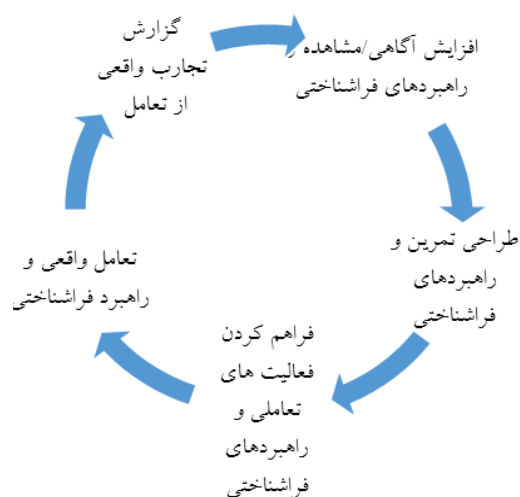 افزایش آگاهی/مشاهده و
راهبردهای فراشناختی
طراحی تمرین و
راهبردهای
فراشناختی
فراهم کردن
فعالیت های
تعاملی و
راهبردهای
فراشناختی
تعامل واقعی و
راهبرد فراشناختی
گزارش
تجارب واقعی
از تعامل